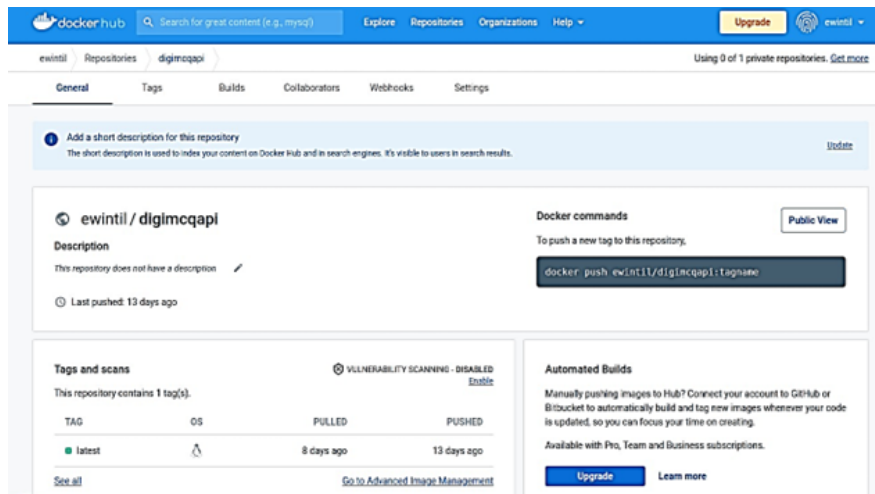 docker hub Search for great content (e.g., mysql) Explore Repositories Organizations Help Upgrade ewintil
ewintil Repositories digimcqapi Using 0 of 1 private repositories. Get more
General Tags Builds Collaborators Webhooks Settings
Add a short description for this repository
The short description is used to index your content on Docker Hub and in search engines. It's visible to users in search results.
Update
ewintil / digimcqapi
Description
This repository does not have a description
Last pushed: 13 days ago
Docker commands
Public View
To push a new tag to this repository,
docker push ewintil/digimcqapi:tagname
Tags and scans
VULNERABILITY SCANNING - DISABLED
Enable
This repository contains 1 tag(s).
TAG OS PULLED PUSHED
latest 8 days ago 13 days ago
See all Go to Advanced Image Management
Automated Builds
Manually pushing images to Hub? Connect your account to GitHub or
Bitbucket to automatically build and tag new images whenever your code
is updated, so you can focus your time on creating.
Available with Pro, Team and Business subscriptions.
Upgrade Learn more